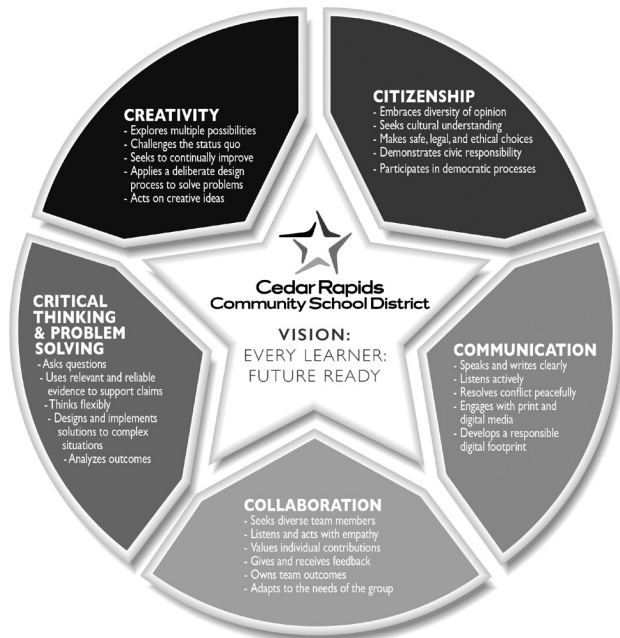 CREATIVITY
- Explores multiple possibilities
- Challenges the status quo
- Seeks to continually improve
- Applies a deliberate design
process to solve problems
- Acts on creative ideas
CITIZENSHIP
- Embraces diversity of opinion
- Seeks cultural understanding
- Makes safe, legal, and ethical choices
- Demonstrates civic responsibility
- Participates in democratic processes
Cedar Rapids
Community School District
VISION:
EVERY LEARNER:
FUTURE READY
CRITICAL
THINKING
& PROBLEM
SOLVING
- Asks questions
- Uses relevant and reliable
evidence to support claims
- Thinks flexibly
- Designs and implements
solutions to complex
situations
- Analyzes outcomes
COMMUNICATION
- Speaks and writes clearly
- Listens actively
- Resolves conflict peacefully
- Engages with print and
digital media
- Develops a responsible
digital footprint
COLLABORATION
- Seeks diverse team members
- Listens and acts with empathy
- Values individual contributions
- Gives and receives feedback
- Owns team outcomes
- Adapts to the needs of the group